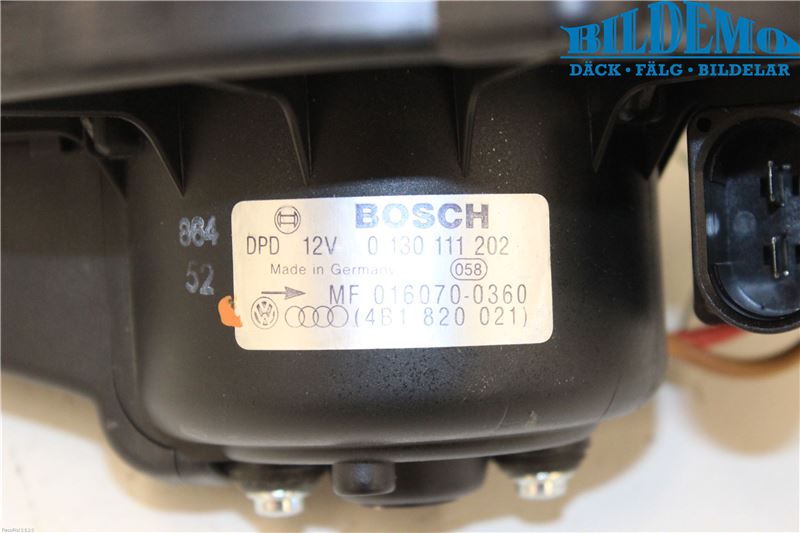 BILDEMO
DÄCK • FÄLG • BILDELAR
864
52
BOSCH
DPD 12V 0 130 111 202
Made in Germany 058
MF 016070-0360
(4B1 820 021)